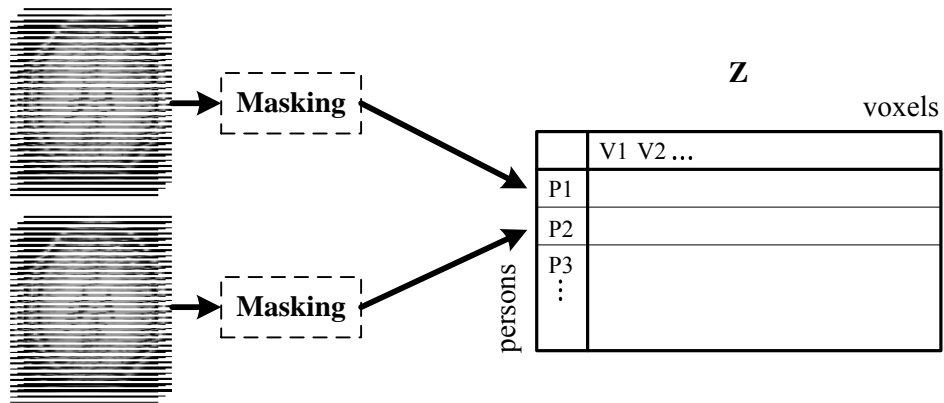 Masking
Z
voxels
V1 V2 ...
P1
P2
P3
...
persons
Masking